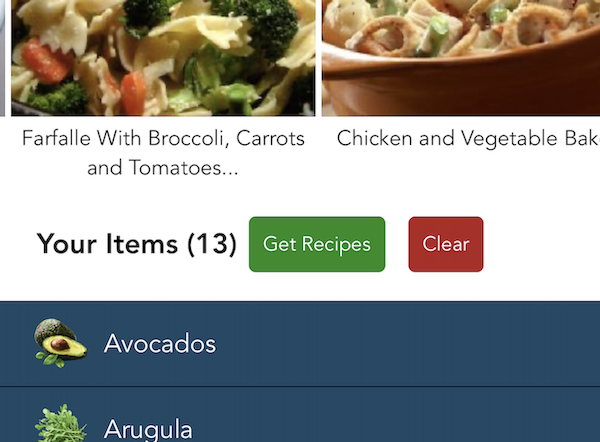 Farfalle With Broccoli, Carrots
and Tomatoes...
Chicken and Vegetable Bak
Your Items (13)
Get Recipes
Clear
Avocados
Arugula